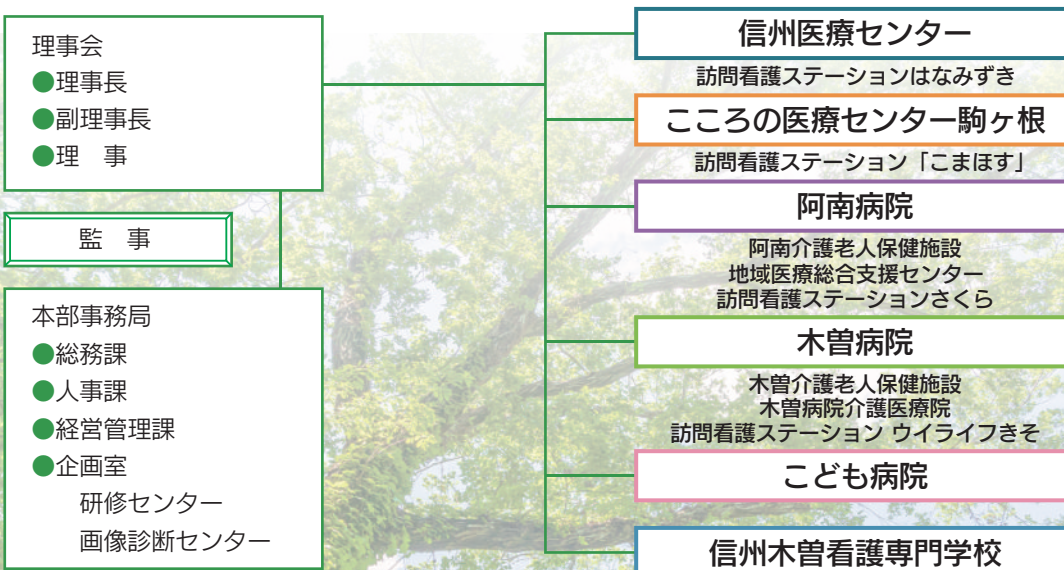 理事会
●理事長
●副理事長
●理　事
監　事
本部事務局
●総務課
●人事課
●経営管理課
●企画室
研修センター
画像診断センター
信州医療センター
訪問看護ステーションはなみずき
こころの医療センター駒ヶ根
訪問看護ステーション「こまほす」
阿南病院
阿南介護老人保健施設
地域医療総合支援センター
訪問看護ステーションさくら
木曽病院
木曽介護老人保健施設
木曽病院介護医療院
訪問看護ステーション ウイライフきそ
こども病院
信州木曽看護専門学校